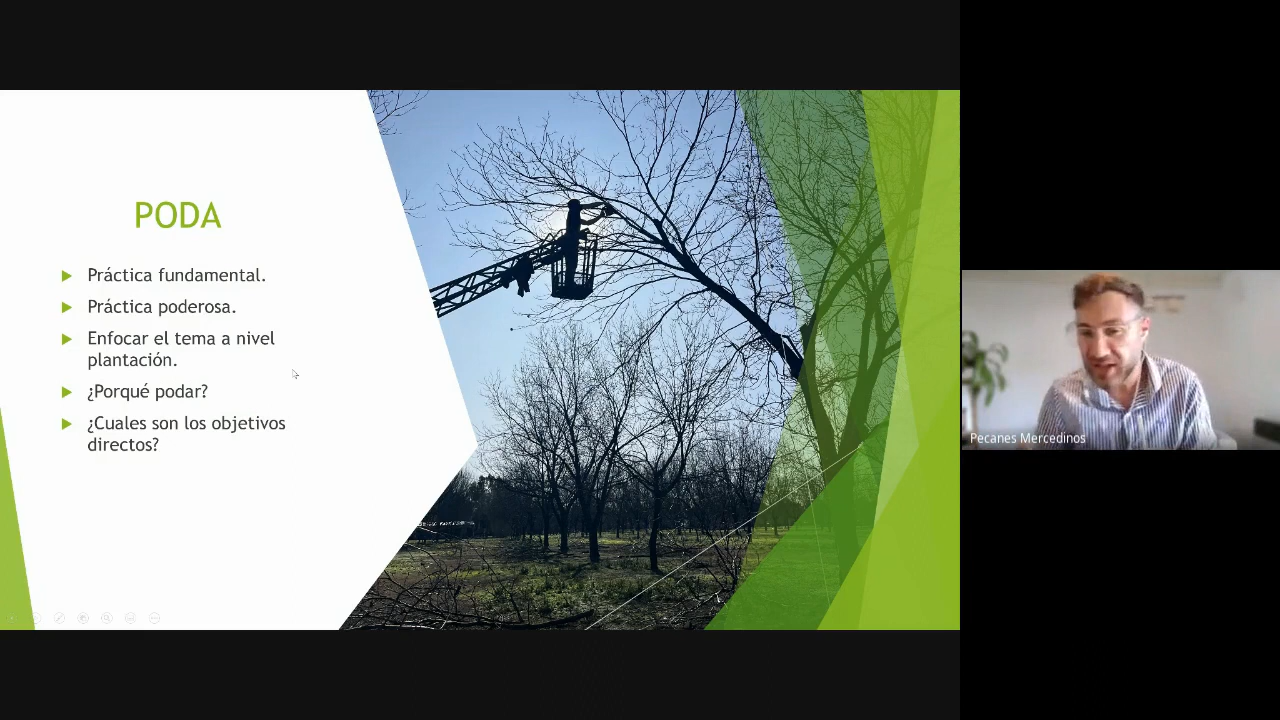 PODA
Práctica fundamental.
Práctica poderosa.
Enfocar el tema a nivel
plantación.
¿Porqué podar?
¿Cuales son los objetivos
directos?
Pecanes Mercedinos